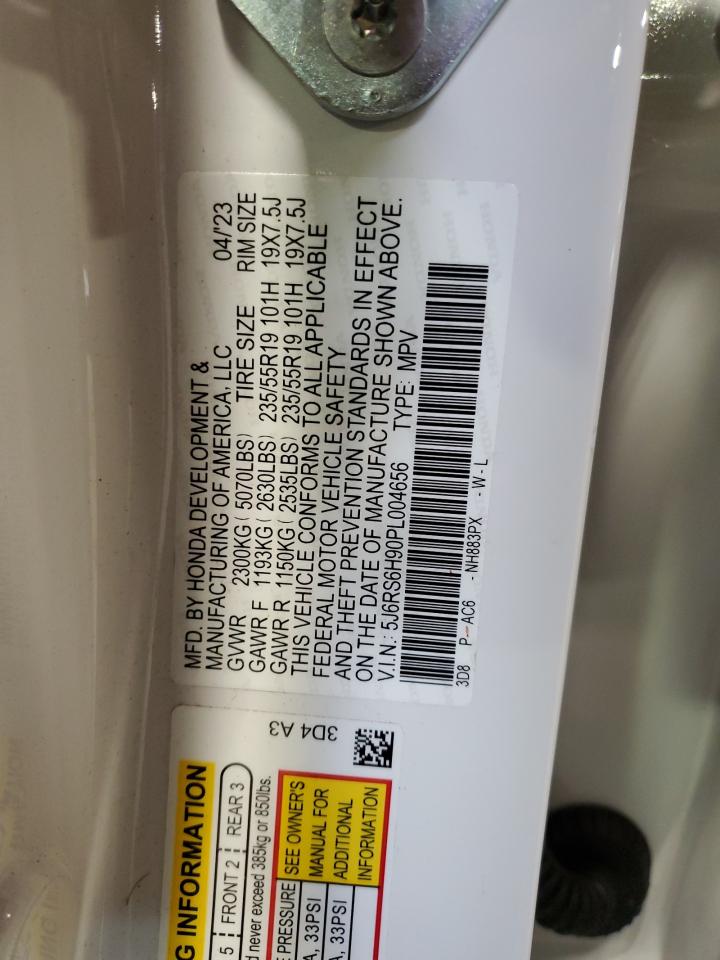 MFD. BY HONDA DEVELOPMENT &
MANUFACTURING OF AMERICA, LLC 04/'23
GVWR 2300KG ( 5070LBS) TIRE SIZE RIM SIZE
GAWR F 1193KG ( 2630LBS) 235/55R19 101H 19X7.5J
GAWR R 1150KG ( 2535LBS) 235/55R19 101H 19X7.5J
THIS VEHICLE CONFORMS TO ALL APPLICABLE
FEDERAL MOTOR VEHICLE SAFETY
AND THEFT PREVENTION STANDARDS IN EFFECT
ON THE DATE OF MANUFACTURE SHOWN ABOVE.
V.I.N.: 5J6RS6H90PL004656 TYPE: MPV
3D8 P-AC6 - NH883PX - W - L
3D4 A3
G INFORMATION
5 FRONT 2 REAR 3
d never exceed 385kg or 850lbs.
E PRESSURE SEE OWNER'S
A, 33PSI MANUAL FOR
A, 33PSI ADDITIONAL
INFORMATION